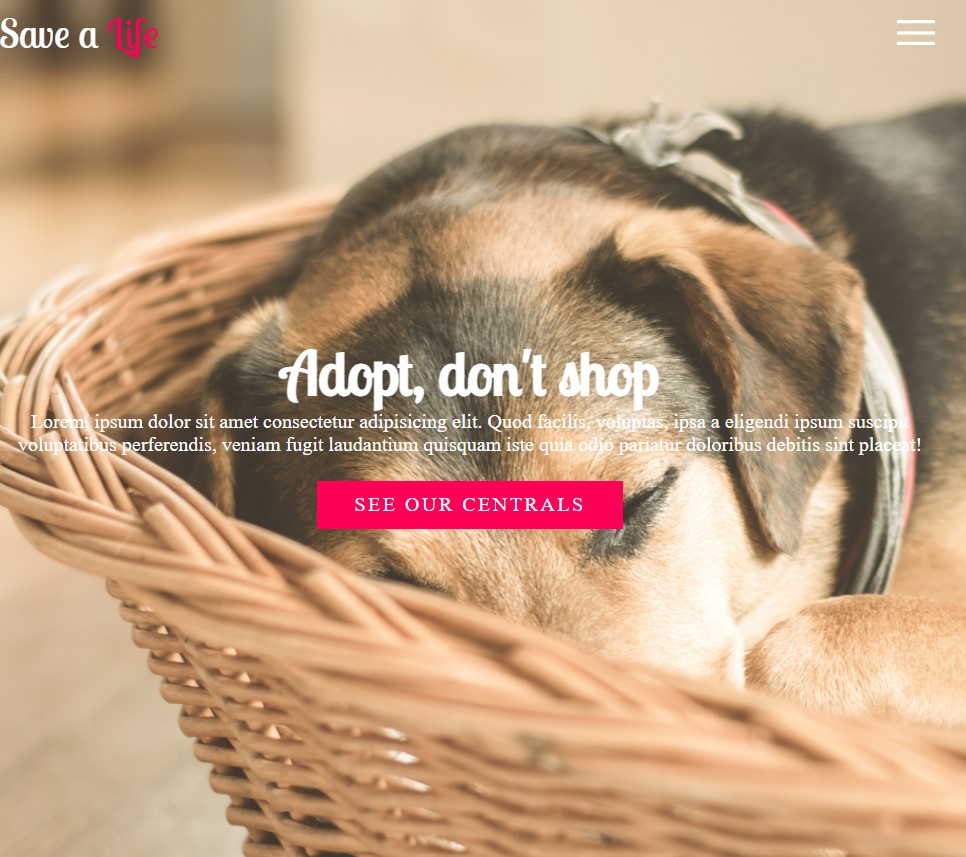 Save a Life
Adopt, don't shop
Lorem ipsum dolor sit amet consectetur adipisicing elit. Quod facilis, voluptas, ipsa a eligendi ipsum suscipit
voluptatibus perferendis, veniam fugit laudantium quisquam iste quia odio pariatur doloribus debitis sint placeat!
SEE OUR CENTRALS